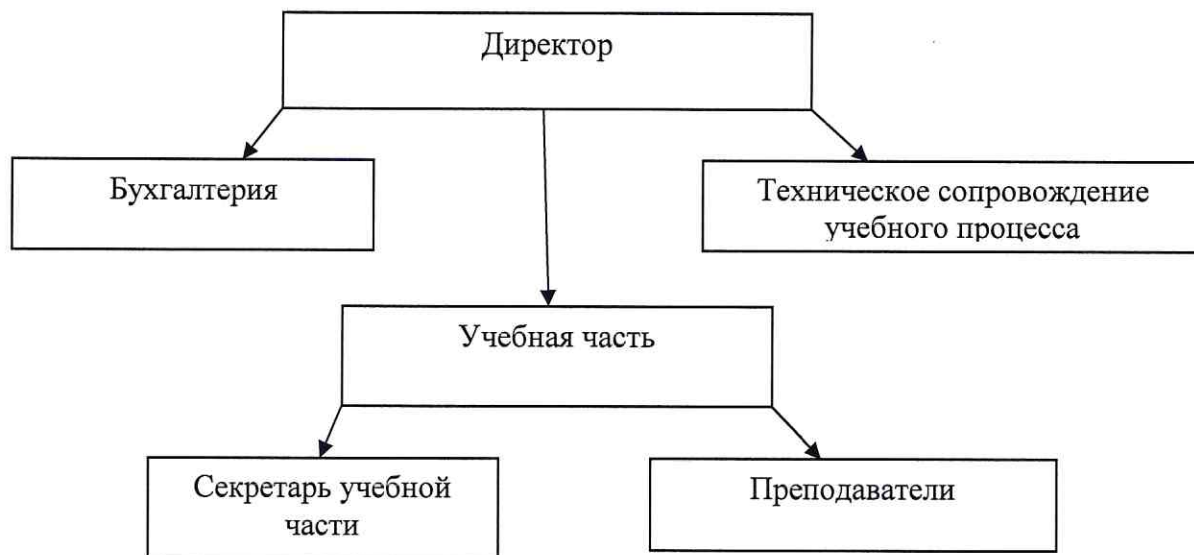 Директор
Бухгалтерия
Техническое сопровождение
учебного процесса
Учебная часть
Секретарь учебной
части
Преподаватели